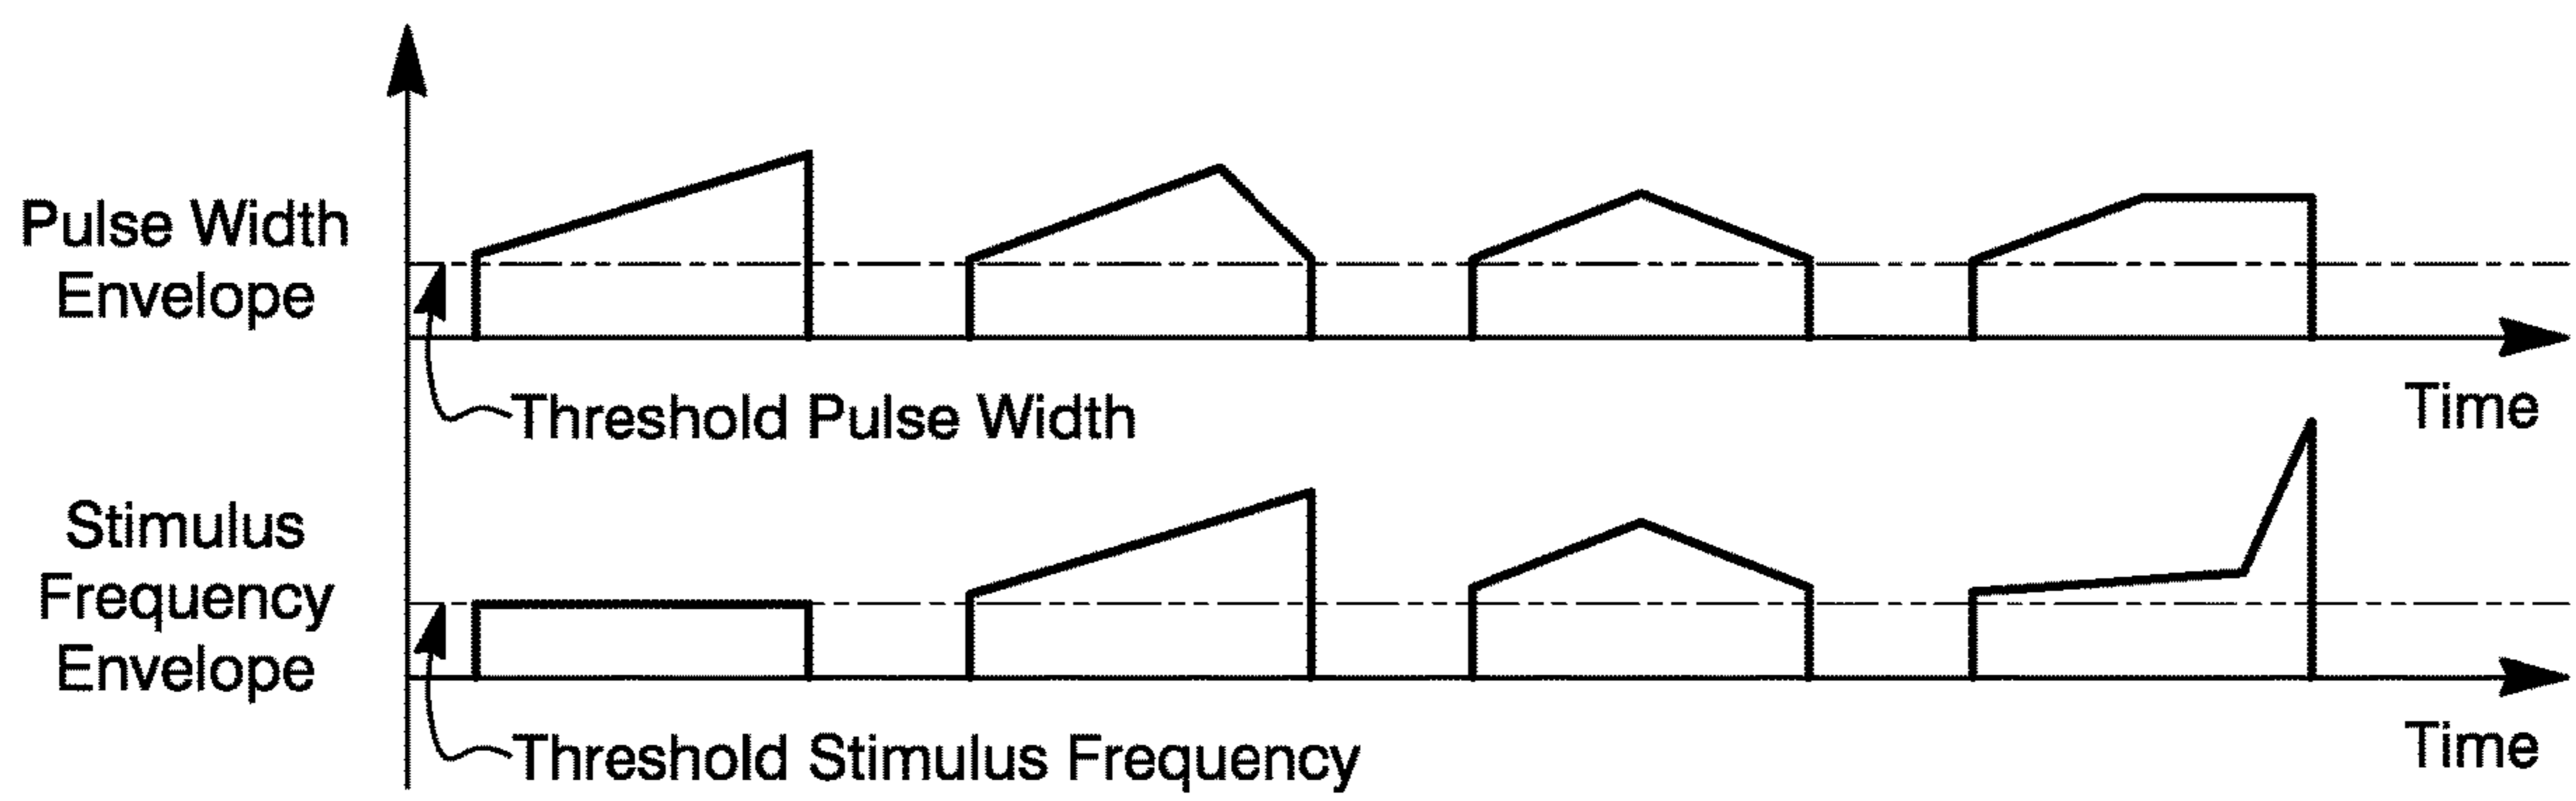 Pulse Width
Envelope
Threshold Pulse Width
Time
Stimulus
Frequency
Envelope
Threshold Stimulus Frequency
Time